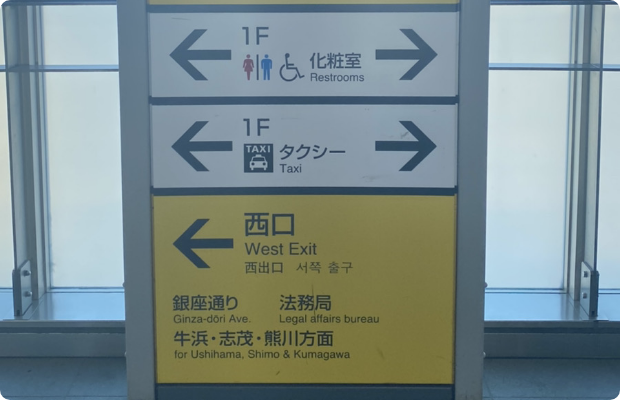 1F
化粧室
Restrooms
1F
TAXI
タクシー
Taxi
西口
West Exit
西出口 서쪽 출구
銀座通り 法務局
Ginza-dōri Ave. Legal affairs bureau
牛浜・志茂・熊川方面
for Ushihama, Shimo & Kumagawa